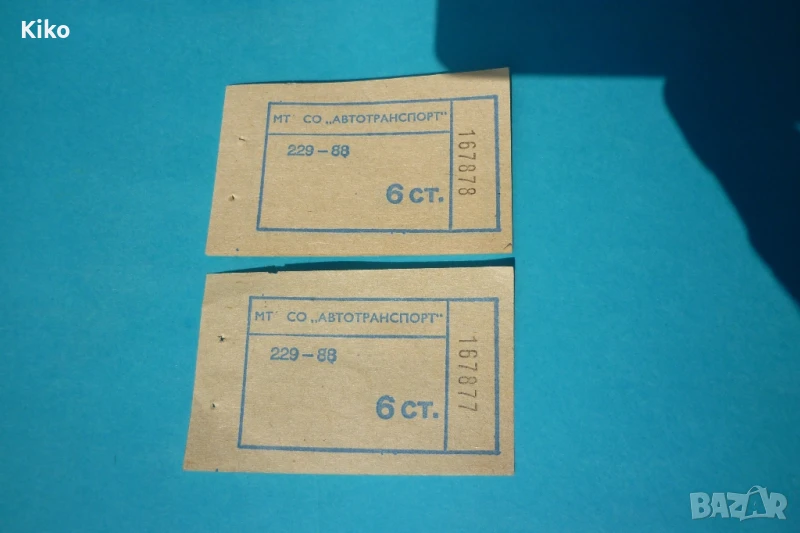 Kiko
МТ СО „АВТОТРАНСПОРТ"
229-88
6 ст.
167878
МТ СО „АВТОТРАНСПОРТ"
229-88
6 ст.
167877
BAZAR